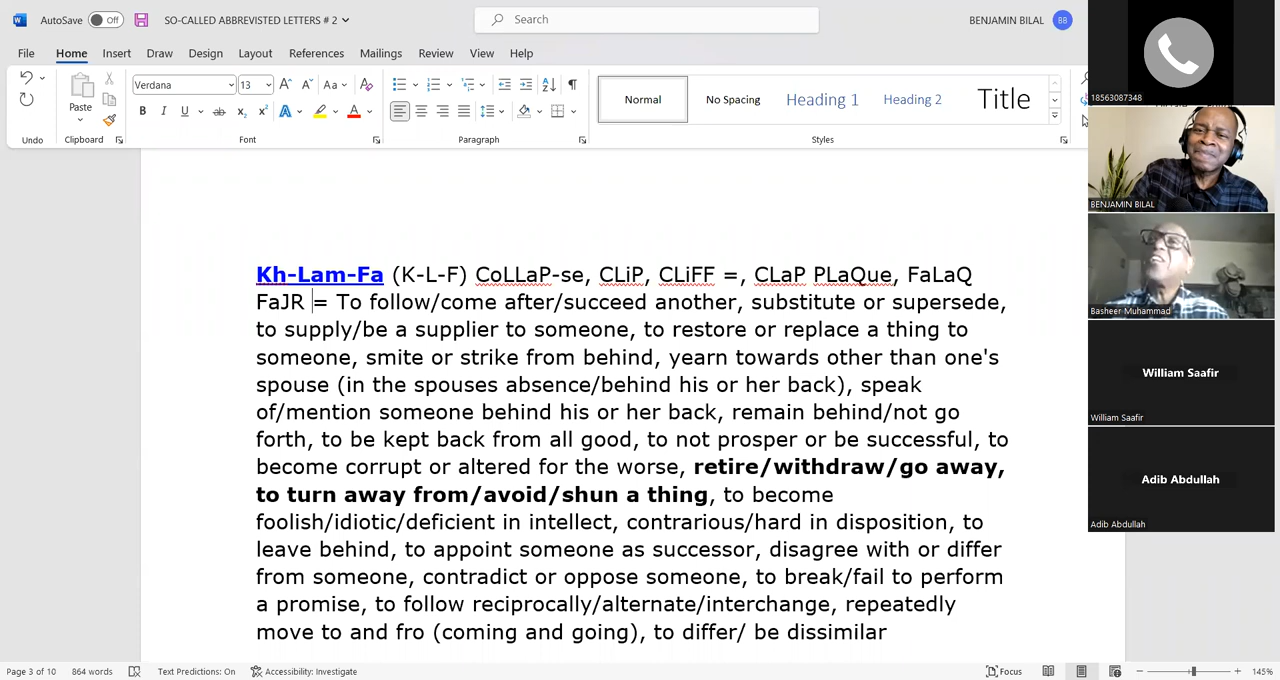 AutoSave Off SO-CALLED ABBREVISTED LETTERS # 2 Search BENJAMIN BILAL BB
File Home Insert Draw Design Layout References Mailings Review View Help
Verdana 13 Aa
Paste B I U ab x₂ x² A A
Normal No Spacing Heading 1 Heading 2 Title
Undo Clipboard Font Paragraph Styles
18563087348
BENJAMIN BILAL
Basheer Muhammad
William Saafir
William Saafir
Adib Abdullah
Adib Abdullah
Kh-Lam-Fa (K-L-F) CoLLaP-se, CLiP, CLiFF =, CLaP PLaQue, FaLaQ
FaJR = To follow/come after/succeed another, substitute or supersede,
to supply/be a supplier to someone, to restore or replace a thing to
someone, smite or strike from behind, yearn towards other than one's
spouse (in the spouses absence/behind his or her back), speak
of/mention someone behind his or her back, remain behind/not go
forth, to be kept back from all good, to not prosper or be successful, to
become corrupt or altered for the worse, retire/withdraw/go away,
to turn away from/avoid/shun a thing, to become
foolish/idiotic/deficient in intellect, contrarious/hard in disposition, to
leave behind, to appoint someone as successor, disagree with or differ
from someone, contradict or oppose someone, to break/fail to perform
a promise, to follow reciprocally/alternate/interchange, repeatedly
move to and fro (coming and going), to differ/ be dissimilar
Page 3 of 10 864 words Text Predictions: On Accessibility: Investigate Focus 145%